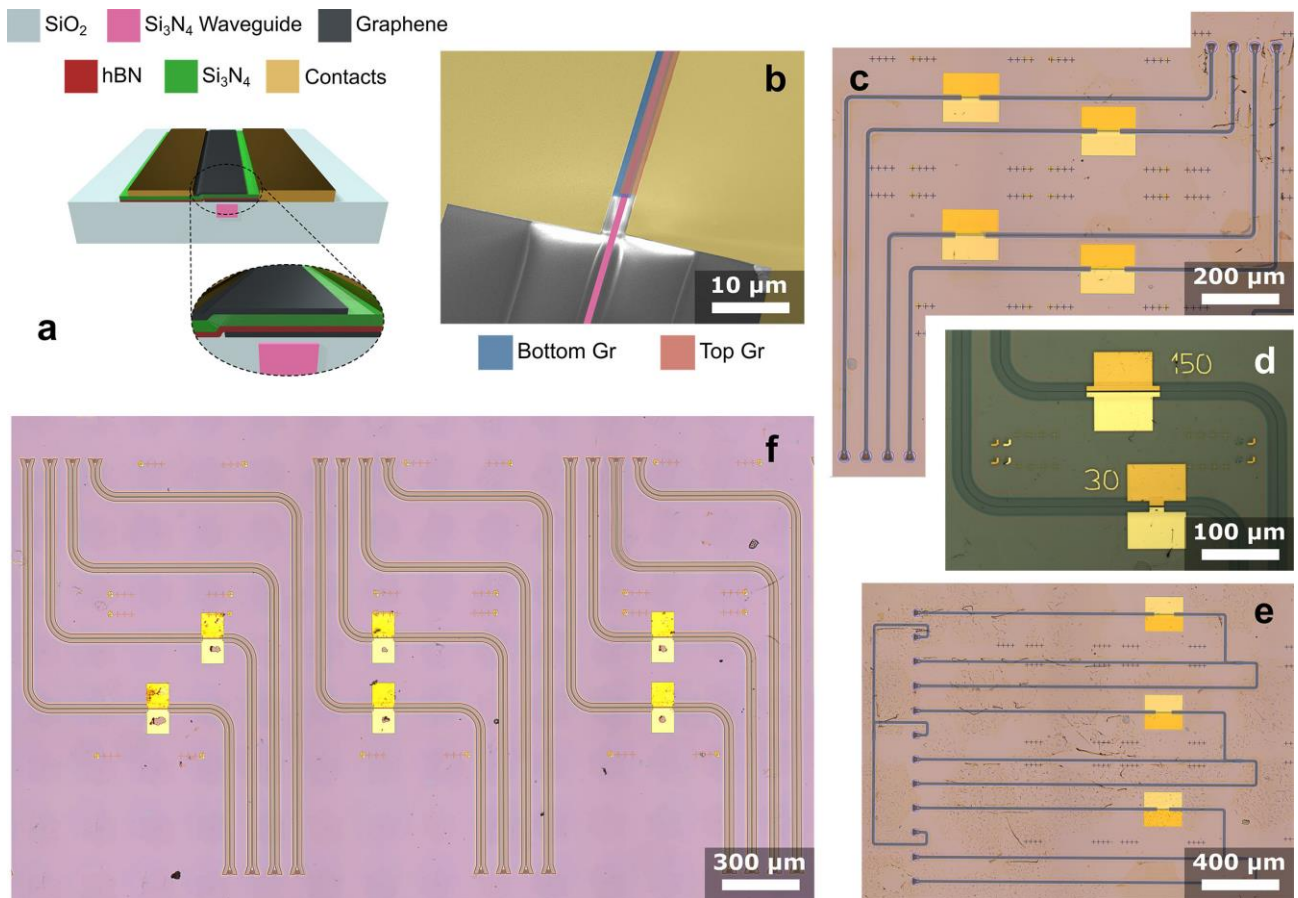 SiO₂ Si₃N₄ Waveguide Graphene
hBN Si₃N₄ Contacts
a
b
10 µm
Bottom Gr Top Gr
c
200 µm
d
150
30
100 µm
e
400 µm
f
300 µm